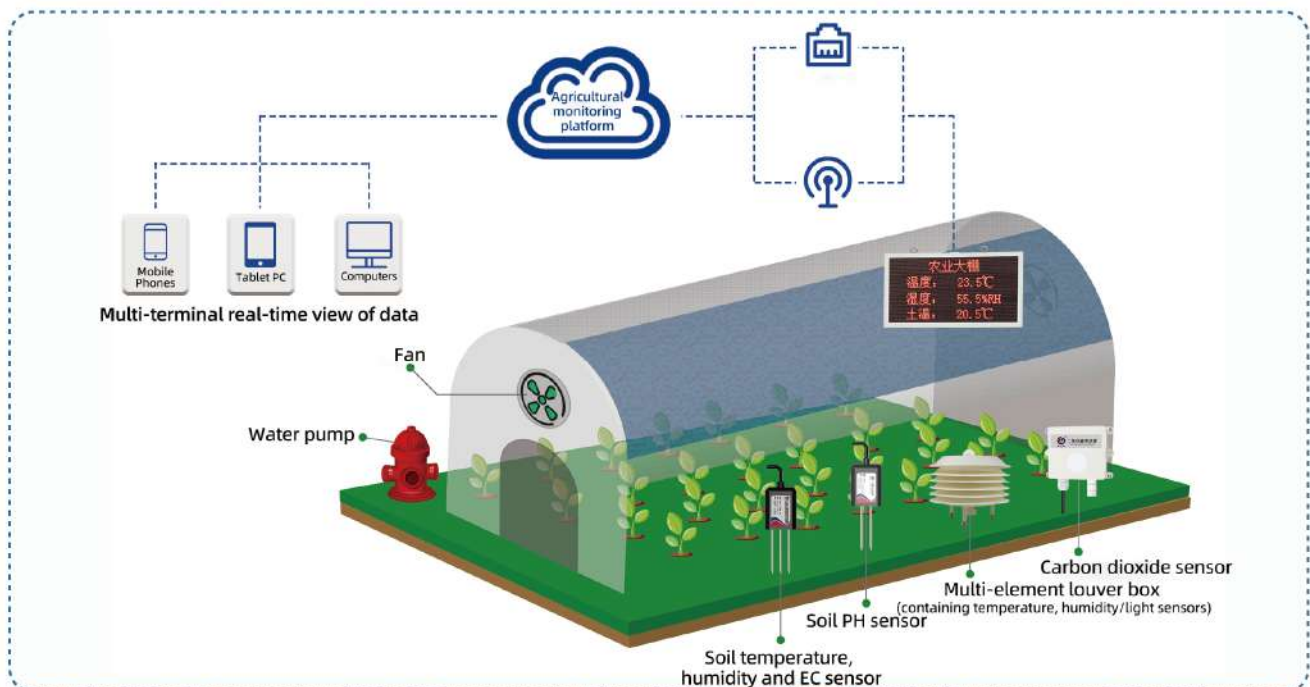 Agricultural
monitoring
platform
Mobile
Phones
Tablet PC
Computers
Multi-terminal real-time view of data
农业大棚
温度： 23.5℃
湿度： 55.5%RH
土温： 20.5℃
Fan
Water pump
Carbon dioxide sensor
Multi-element louver box
(containing temperature, humidity/light sensors)
Soil PH sensor
Soil temperature,
humidity and EC sensor